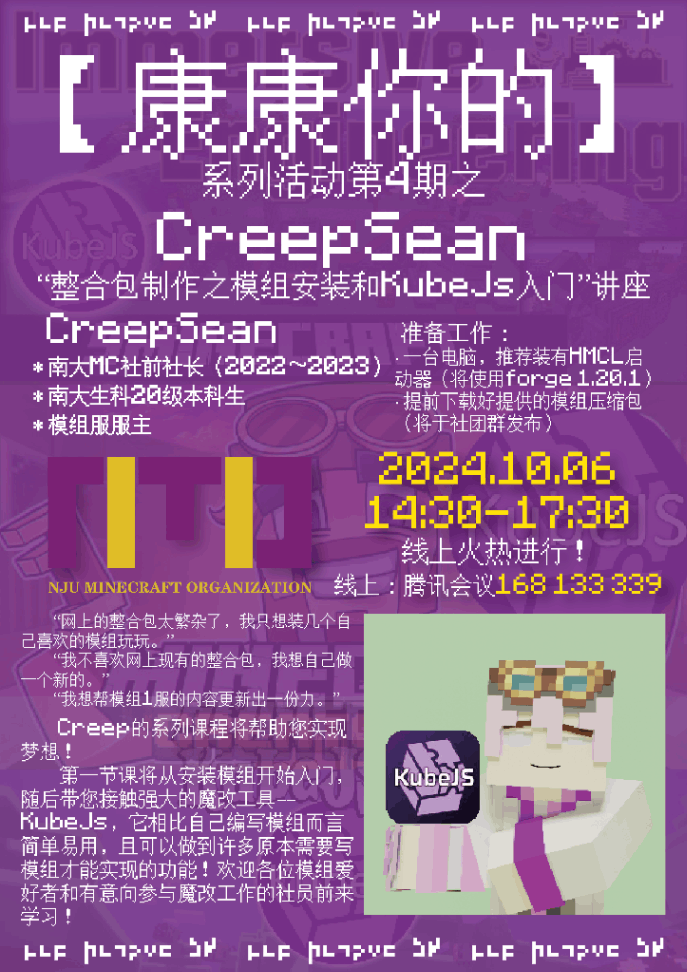 【康康你的】
系列活动第4期之
CreepSean
“整合包制作之模组安装和KubeJs入门”讲座
CreepSean
*南大MC社前社长（2022～2023）
*南大生科20级本科生
*模组服服主
准备工作：
·一台电脑，推荐装有HMCL启
动器（将使用forge 1.20.1）
·提前下载好提供的模组压缩包
（将于社团群发布）
NJU MINECRAFT ORGANIZATION
2024.10.06
14:30-17:30
线上火热进行！
线上：腾讯会议168 133 339
“网上的整合包太繁杂了，我只想装几个自
己喜欢的模组玩玩。”
“我不喜欢网上现有的整合包，我想自己做
一个新的。”
“我想帮模组1服的内容更新出一份力。”
Creep的系列课程将帮助您实现
梦想！
第一节课将从安装模组开始入门，
随后带您接触强大的魔改工具——
KubeJs，它相比自己编写模组而言
简单易用，且可以做到许多原本需要写
模组才能实现的功能！欢迎各位模组爱
好者和有意向参与魔改工作的社员前来
学习！
KubeJS
Immersive
Engineering
KubeJS
KubeJS